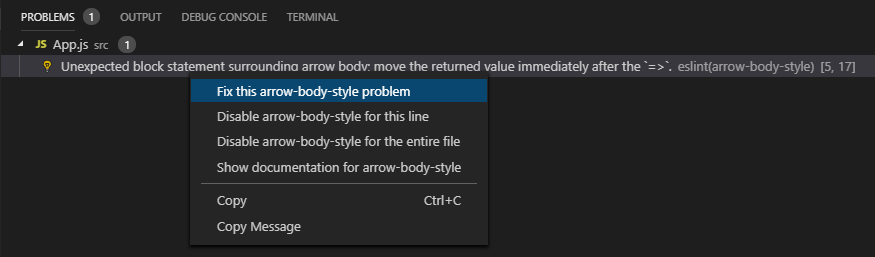 PROBLEMS 1 OUTPUT DEBUG CONSOLE TERMINAL
JS App.js src 1
Unexpected block statement surrounding arrow body; move the returned value immediately after the `=>`. eslint(arrow-body-style) [5, 17]
Fix this arrow-body-style problem
Disable arrow-body-style for this line
Disable arrow-body-style for the entire file
Show documentation for arrow-body-style
Copy Ctrl+C
Copy Message